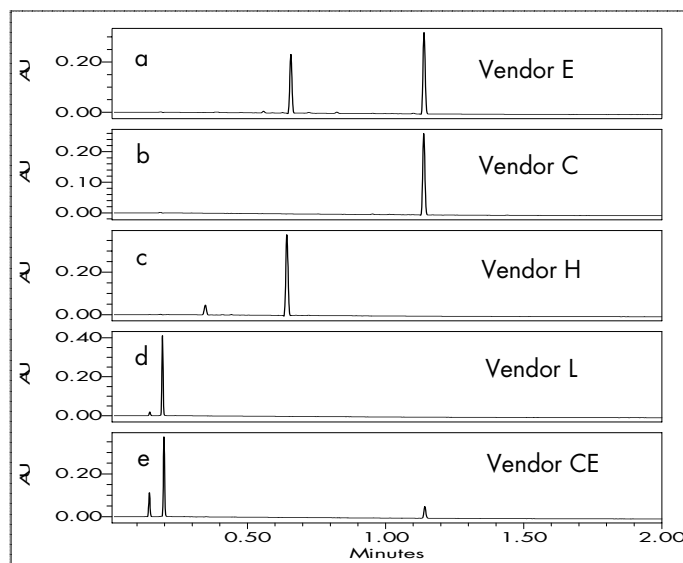 a
Vendor E
AU
0.20
0.00
b
Vendor C
AU
0.20
0.10
0.00
c
Vendor H
AU
0.20
0.00
d
Vendor L
AU
0.40
0.20
0.00
e
Vendor CE
AU
0.20
0.00
0.50 1.00 1.50 2.00
Minutes